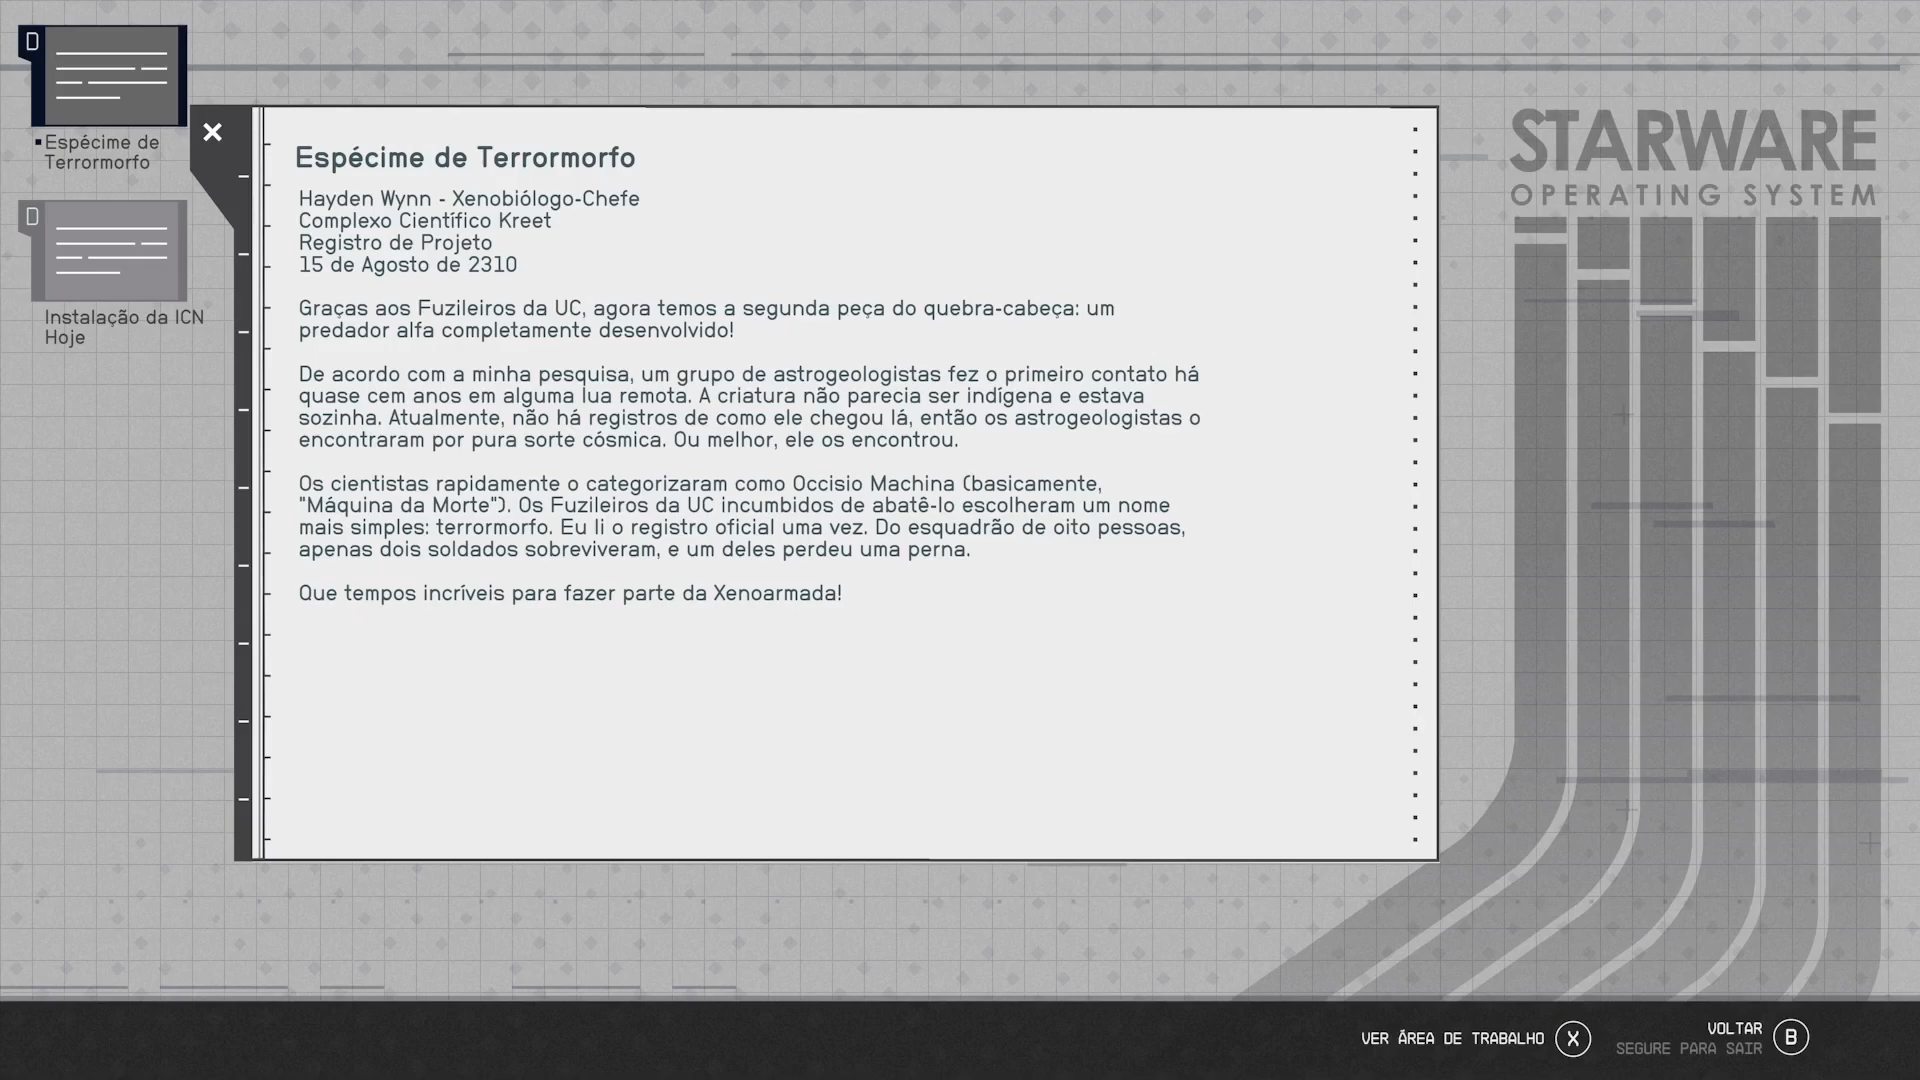 D
Espécime de
Terrormorfo
D
Instalação da ICN
Hoje
Espécime de Terrormorfo
Hayden Wynn - Xenobiólogo-Chefe
Complexo Científico Kreet
Registro de Projeto
15 de Agosto de 2310
Graças aos Fuzileiros da UC, agora temos a segunda peça do quebra-cabeça: um
predador alfa completamente desenvolvido!
De acordo com a minha pesquisa, um grupo de astrogeologistas fez o primeiro contato há
quase cem anos em alguma lua remota. A criatura não parecia ser indígena e estava
sozinha. Atualmente, não há registros de como ele chegou lá, então os astrogeologistas o
encontraram por pura sorte cósmica. Ou melhor, ele os encontrou.
Os cientistas rapidamente o categorizaram como Occisio Machina (basicamente,
"Máquina da Morte"). Os Fuzileiros da UC incumbidos de abatê-lo escolheram um nome
mais simples: terrormorfo. Eu li o registro oficial uma vez. Do esquadrão de oito pessoas,
apenas dois soldados sobreviveram, e um deles perdeu uma perna.
Que tempos incríveis para fazer parte da Xenoarmada!
STARWARE
OPERATING SYSTEM
VER ÁREA DE TRABALHO X
VOLTAR B
SEGURE PARA SAIR